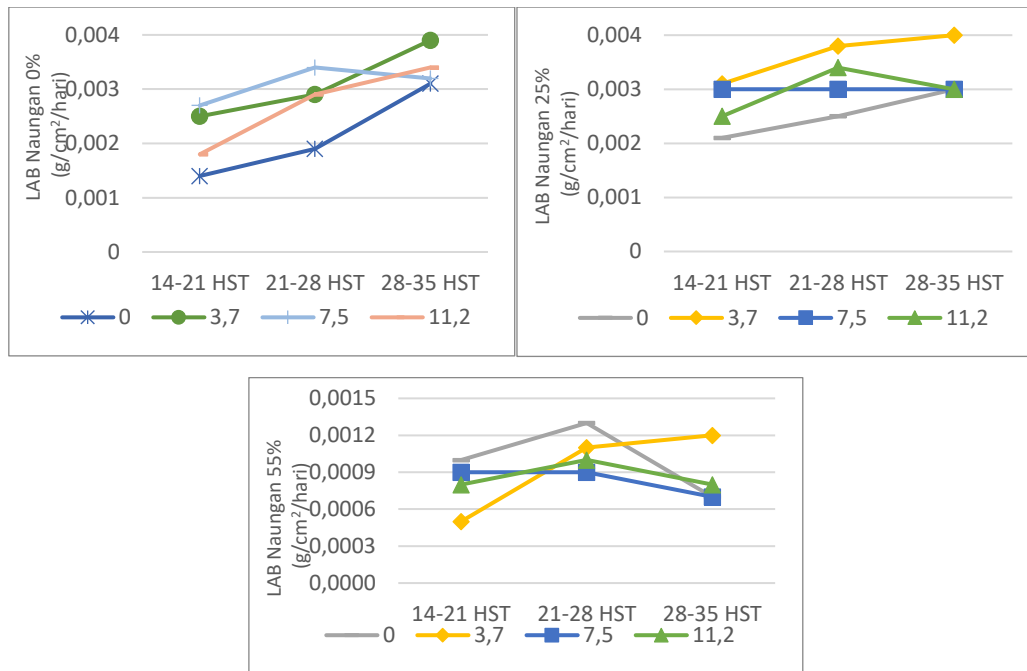 LAB Naungan 0%
(g/cm²/hari)
0,004
0,003
0,002
0,001
0
14-21 HST 21-28 HST 28-35 HST
0 3,7 7,5 11,2
LAB Naungan 25%
(g/cm²/hari)
0,004
0,003
0,002
0,001
0
14-21 HST 21-28 HST 28-35 HST
0 3,7 7,5 11,2
LAB Naungan 55%
(g/cm²/hari)
0,0015
0,0012
0,0009
0,0006
0,0003
0,0000
14-21 HST 21-28 HST 28-35 HST
0 3,7 7,5 11,2